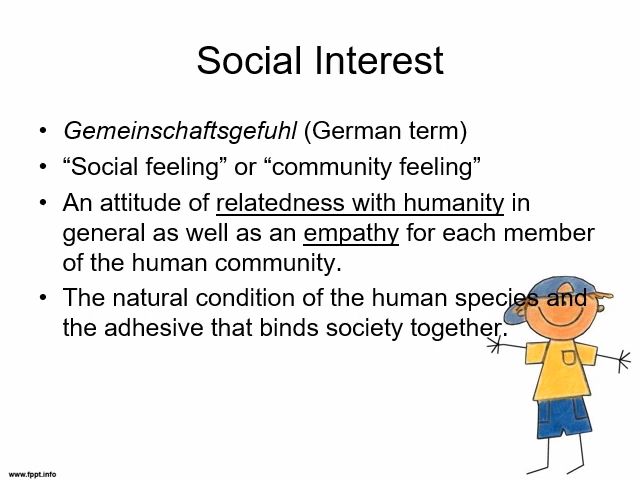 Social Interest
• Gemeinschaftsgefuhl (German term)
• “Social feeling” or “community feeling”
• An attitude of relatedness with humanity in
general as well as an empathy for each member
of the human community.
• The natural condition of the human species and
the adhesive that binds society together.
www.fppt.info